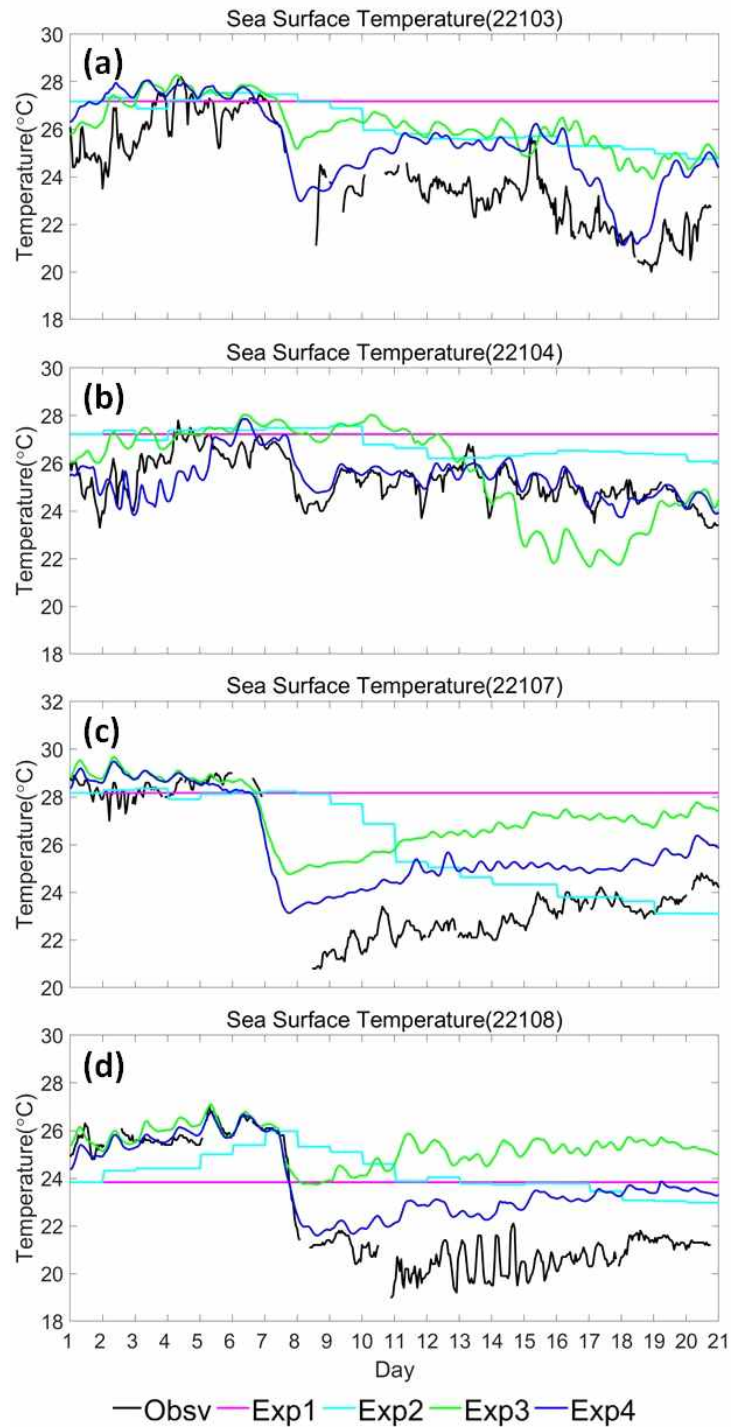 Sea Surface Temperature(22103)
(a)
30
28
26
24
22
20
18
Temperature(°C)
Sea Surface Temperature(22104)
(b)
30
28
26
24
22
20
18
Temperature(°C)
Sea Surface Temperature(22107)
(c)
32
30
28
26
24
22
20
Temperature(°C)
Sea Surface Temperature(22108)
(d)
30
28
26
24
22
20
18
Temperature(°C)
1 2 3 4 5 6 7 8 9 10 11 12 13 14 15 16 17 18 19 20 21
Day
Obsv Exp1 Exp2 Exp3 Exp4